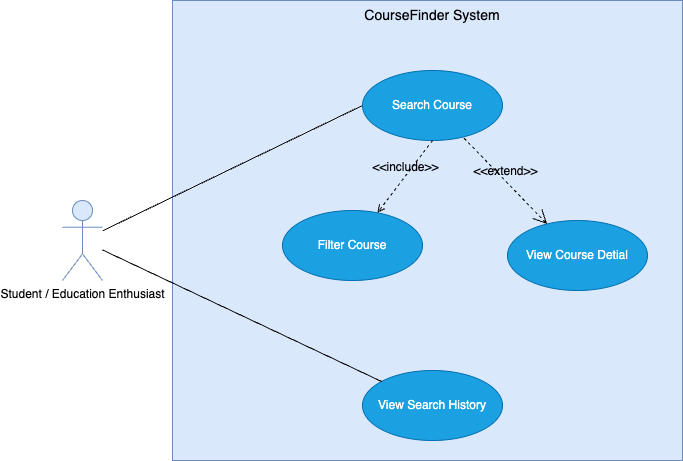 CourseFinder System
Search Course
<<include>>
<<extend>>
Filter Course
View Course Detial
Student / Education Enthusiast
View Search History